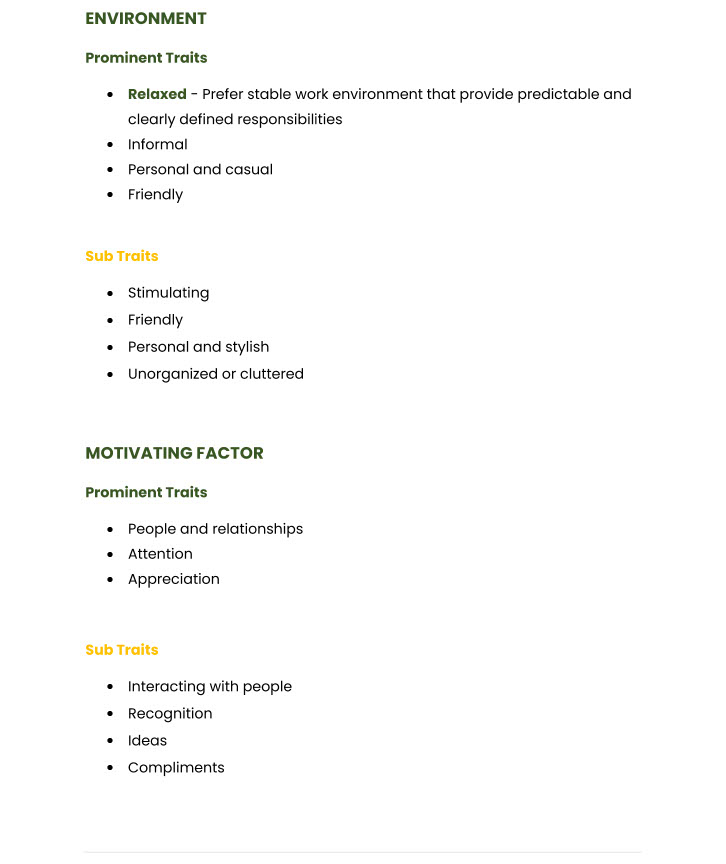 ENVIRONMENT
Prominent Traits
• Relaxed - Prefer stable work environment that provide predictable and
clearly defined responsibilities
• Informal
• Personal and casual
• Friendly
Sub Traits
• Stimulating
• Friendly
• Personal and stylish
• Unorganized or cluttered
MOTIVATING FACTOR
Prominent Traits
• People and relationships
• Attention
• Appreciation
Sub Traits
• Interacting with people
• Recognition
• Ideas
• Compliments